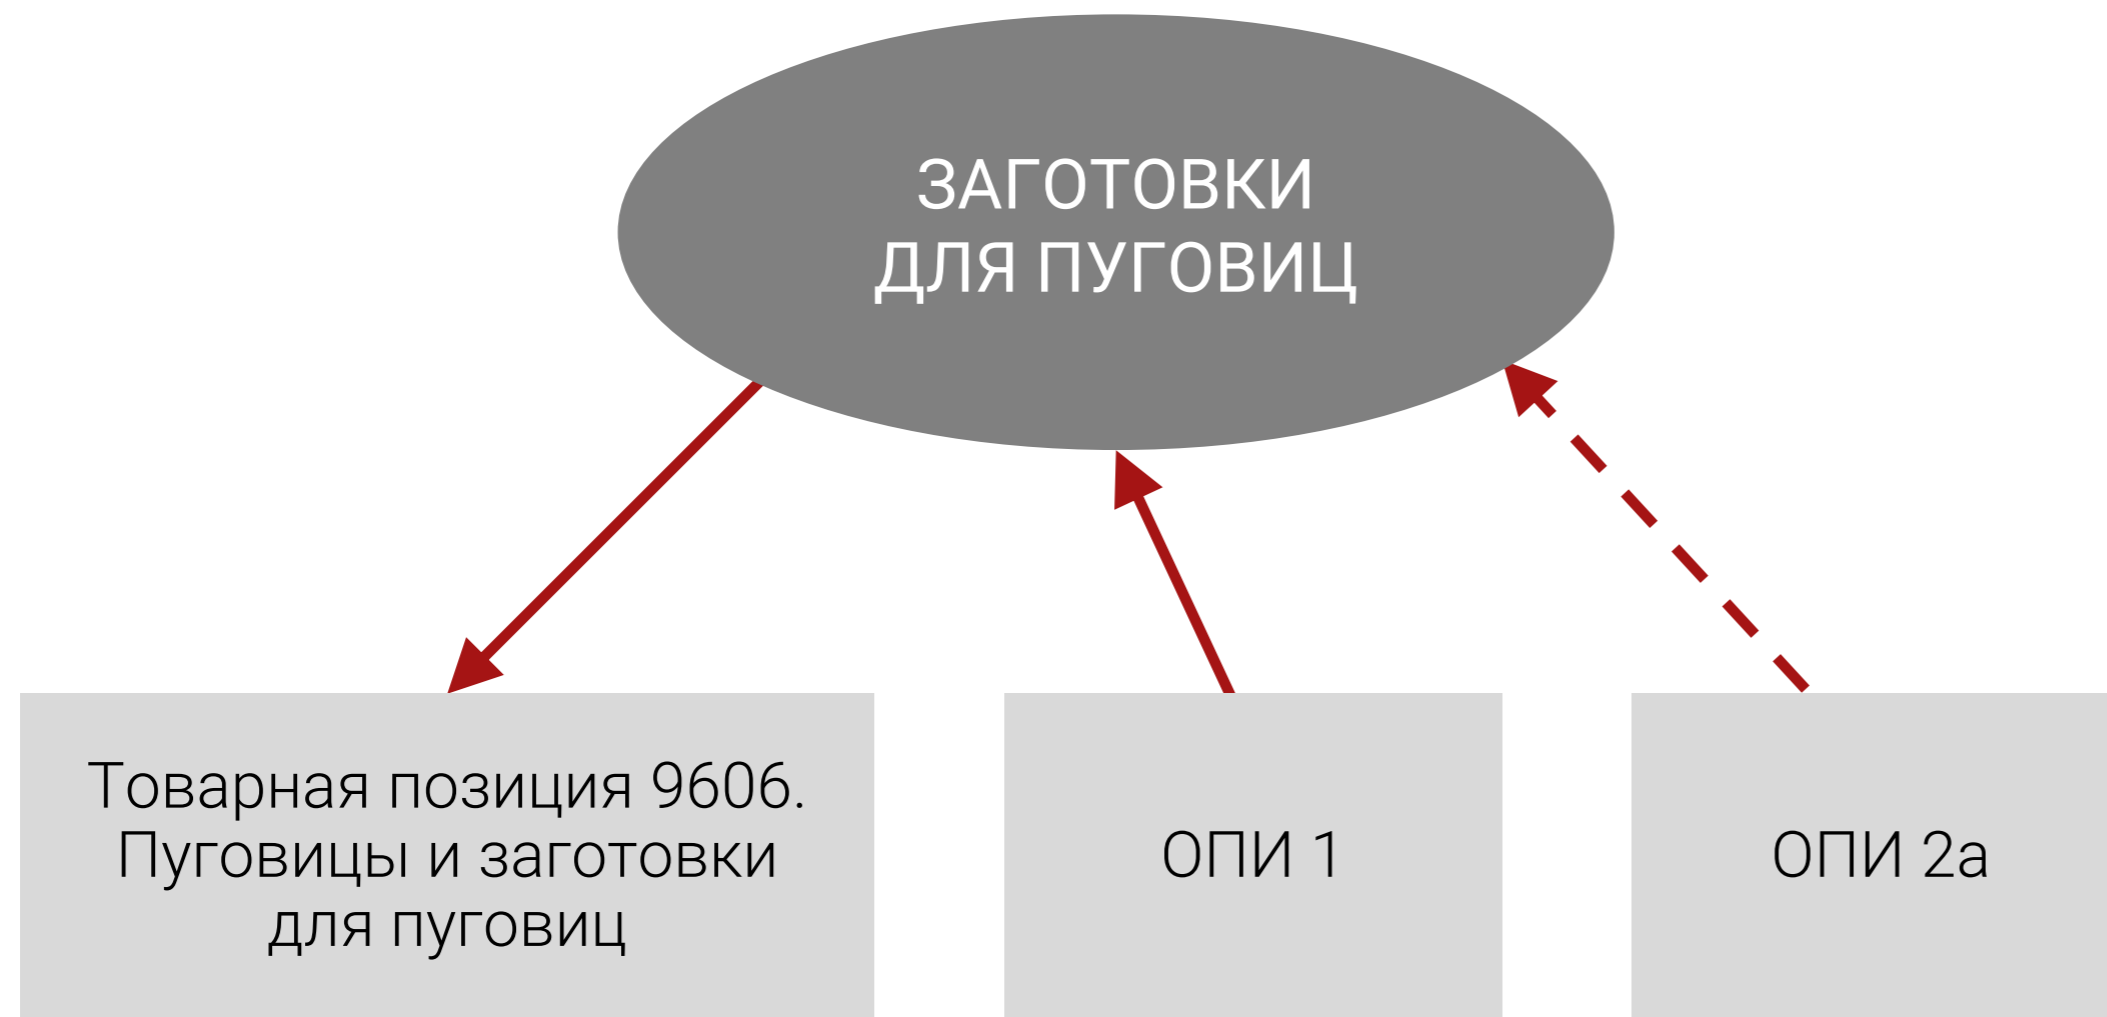 ЗАГОТОВКИ
ДЛЯ ПУГОВИЦ
Товарная позиция 9606.
Пуговицы и заготовки
для пуговиц
ОПИ 1
ОПИ 2а